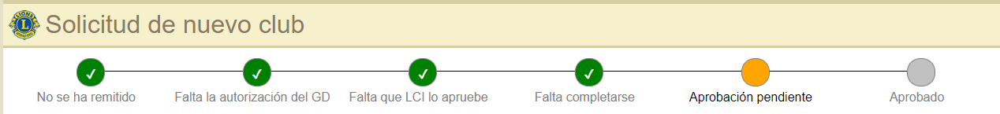 Solicitud de nuevo club
No se ha remitido
Falta la autorización del GD
Falta que LCI lo apruebe
Falta completarse
Aprobación pendiente
Aprobado